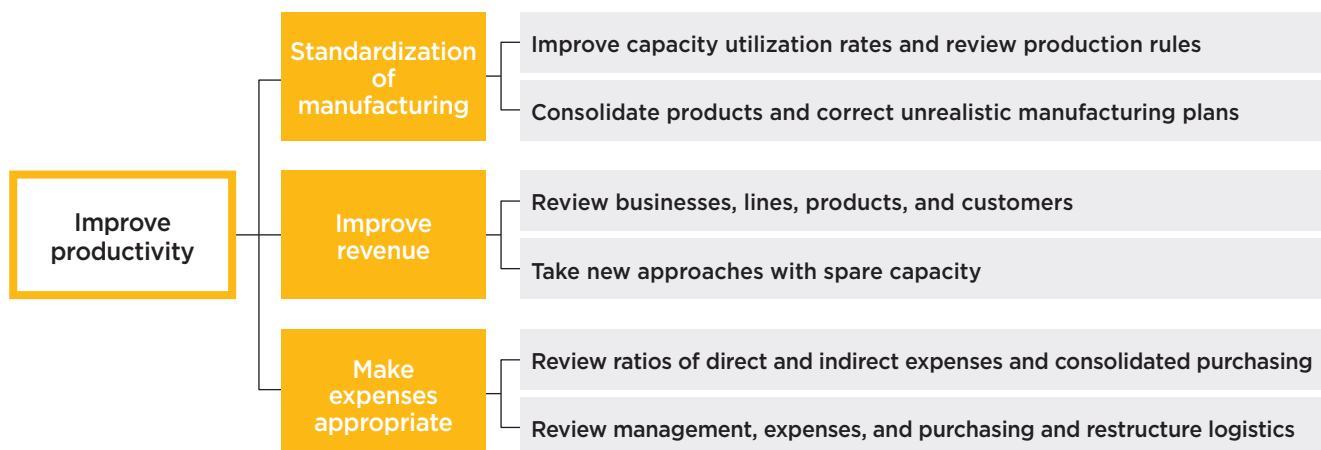 Improve
productivity
Standardization
of
manufacturing
Improve capacity utilization rates and review production rules
Consolidate products and correct unrealistic manufacturing plans
Improve
revenue
Review businesses, lines, products, and customers
Take new approaches with spare capacity
Make
expenses
appropriate
Review ratios of direct and indirect expenses and consolidated purchasing
Review management, expenses, and purchasing and restructure logistics